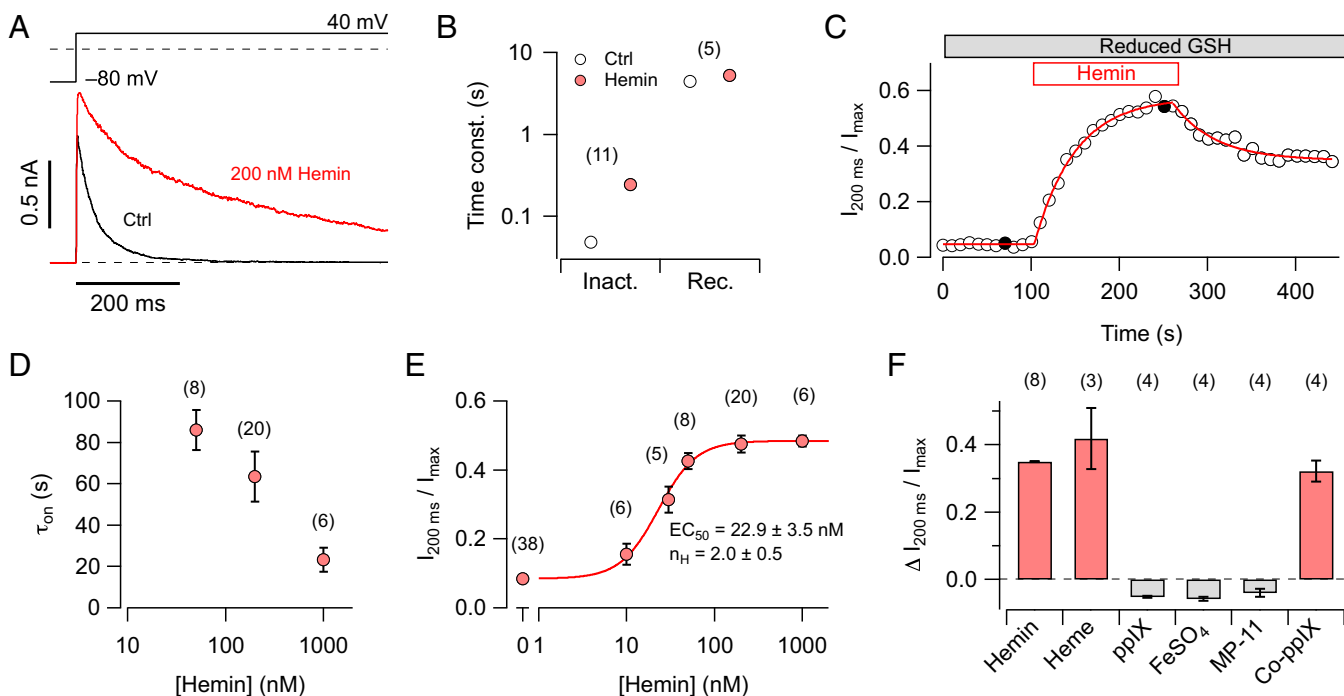 A
40 mV
–80 mV
0.5 nA
200 nM Hemin
Ctrl
200 ms
B
Time const. (s)
10
1
0.1
Ctrl
Hemin
(5)
(11)
Inact.
Rec.
C
Reduced GSH
Hemin
I200 ms / Imax
0.6
0.4
0.2
0.0
0
100
200
300
400
Time (s)
D
τon (s)
100
80
60
40
20
0
(8)
(20)
(6)
10
100
1000
[Hemin] (nM)
E
I200 ms / Imax
0.6
0.4
0.2
0.0
(38)
(6)
(5)
(8)
(20)
(6)
EC50 = 22.9 ± 3.5 nM
nH = 2.0 ± 0.5
0
1
10
100
1000
[Hemin] (nM)
F
Δ I200 ms / Imax
0.4
0.2
0.0
(8)
(3)
(4)
(4)
(4)
(4)
Hemin
Heme
ppIX
FeSO4
MP-11
Co-ppIX